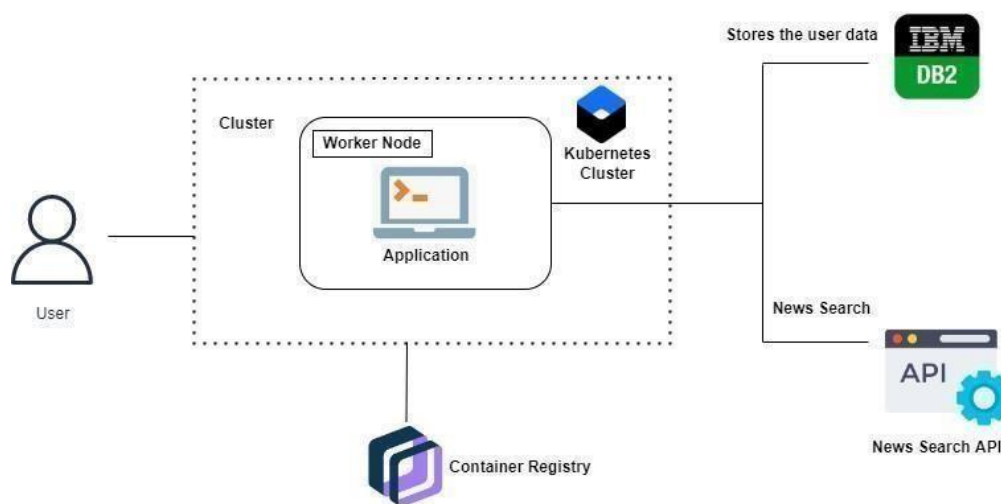 Stores the user data
IBM
DB2
Cluster
Worker Node
Kubernetes
Cluster
Application
User
News Search
API
News Search API
Container Registry